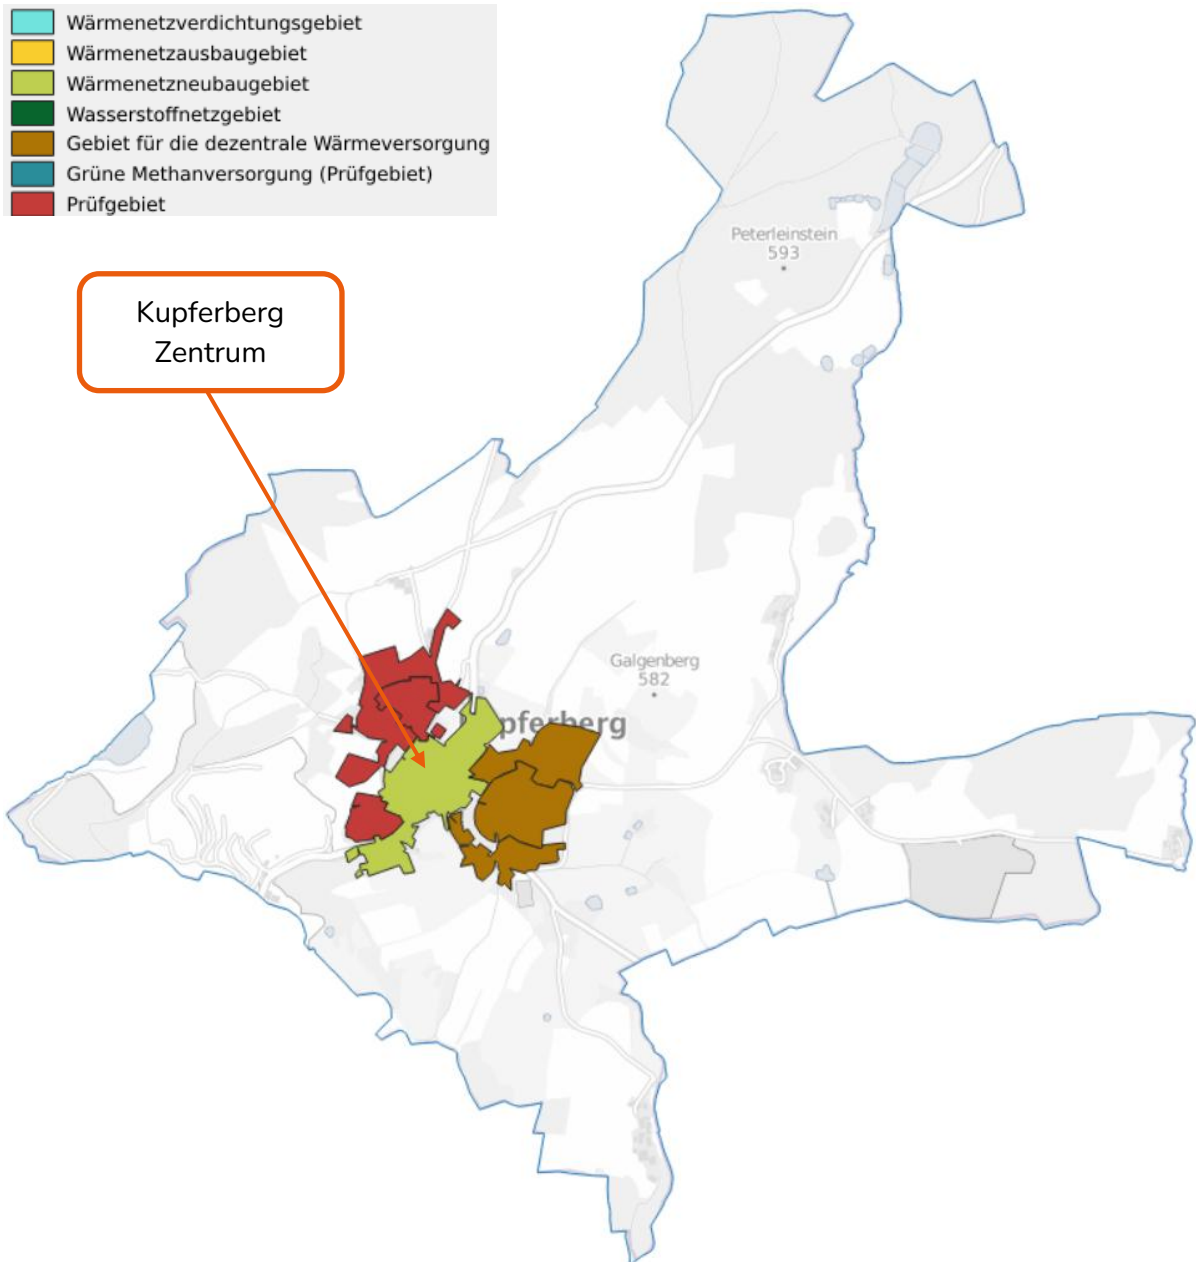 Wärmenetzverdichtungsgebiet
Wärmenetzausbaugebiet
Wärmenetzneubaugebiet
Wasserstoffnetzgebiet
Gebiet für die dezentrale Wärmeversorgung
Grüne Methanversorgung (Prüfgebiet)
Prüfgebiet
Peterleinstein
593
Kupferberg
Zentrum
Galgenberg
582
pferberg